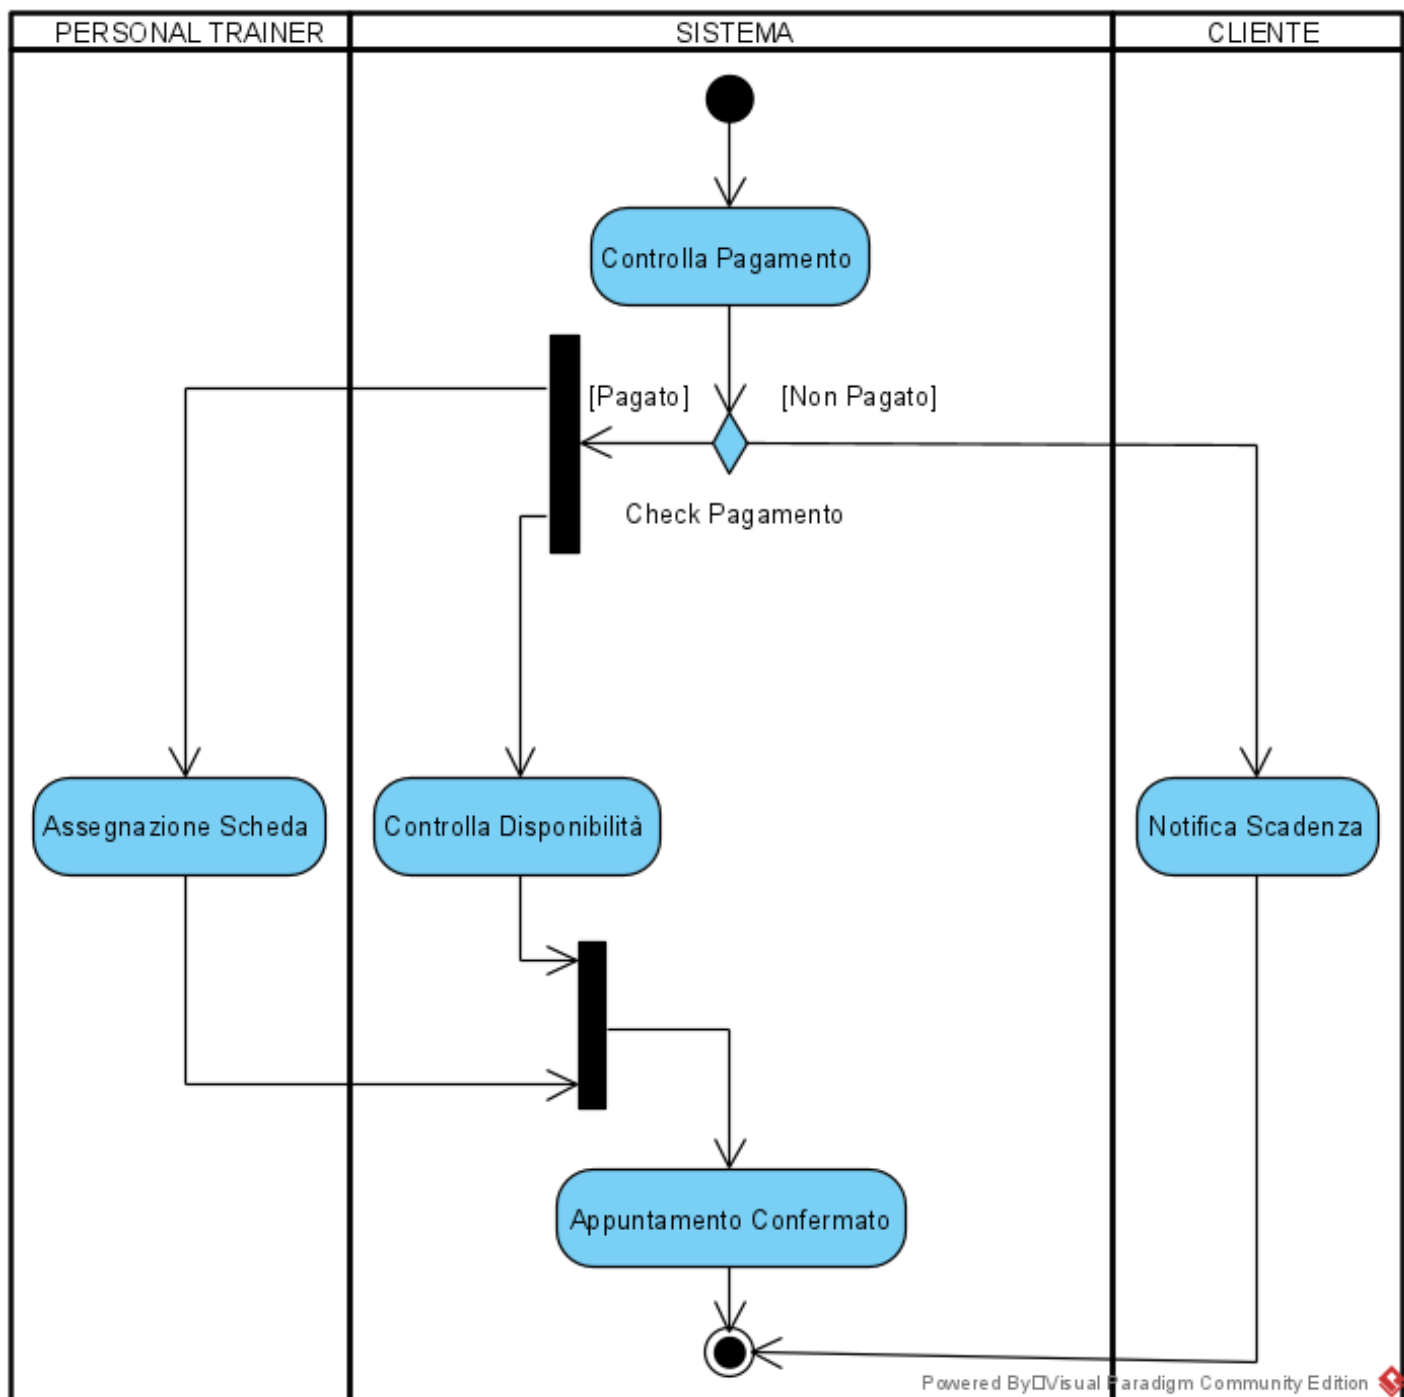 PERSONAL TRAINER
SISTEMA
CLIENTE
Controlla Pagamento
[Pagato]
[Non Pagato]
Check Pagamento
Assegnazione Scheda
Controlla Disponibilità
Notifica Scadenza
Appuntamento Confermato
Powered By□Visual Paradigm Community Edition